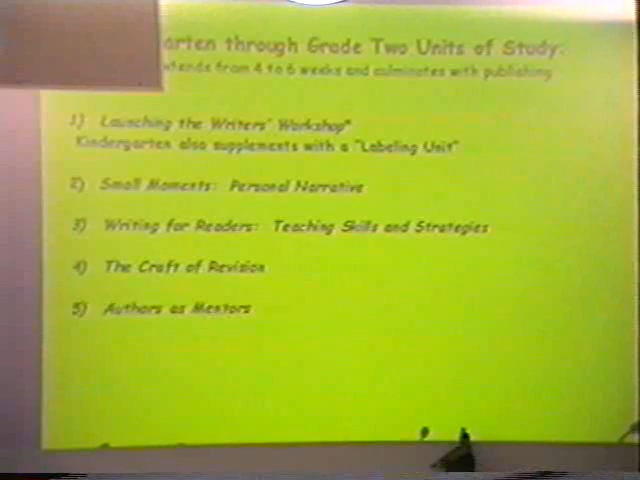 arten through Grade Two Units of Study:
xtends from 4 to 6 weeks and culminates with publishing
1) Launching the Writers' Workshop*
Kindergarten also supplements with a "Labeling Unit"
2) Small Moments: Personal Narrative
3) Writing for Readers: Teaching Skills and Strategies
4) The Craft of Revision
5) Authors as Mentors